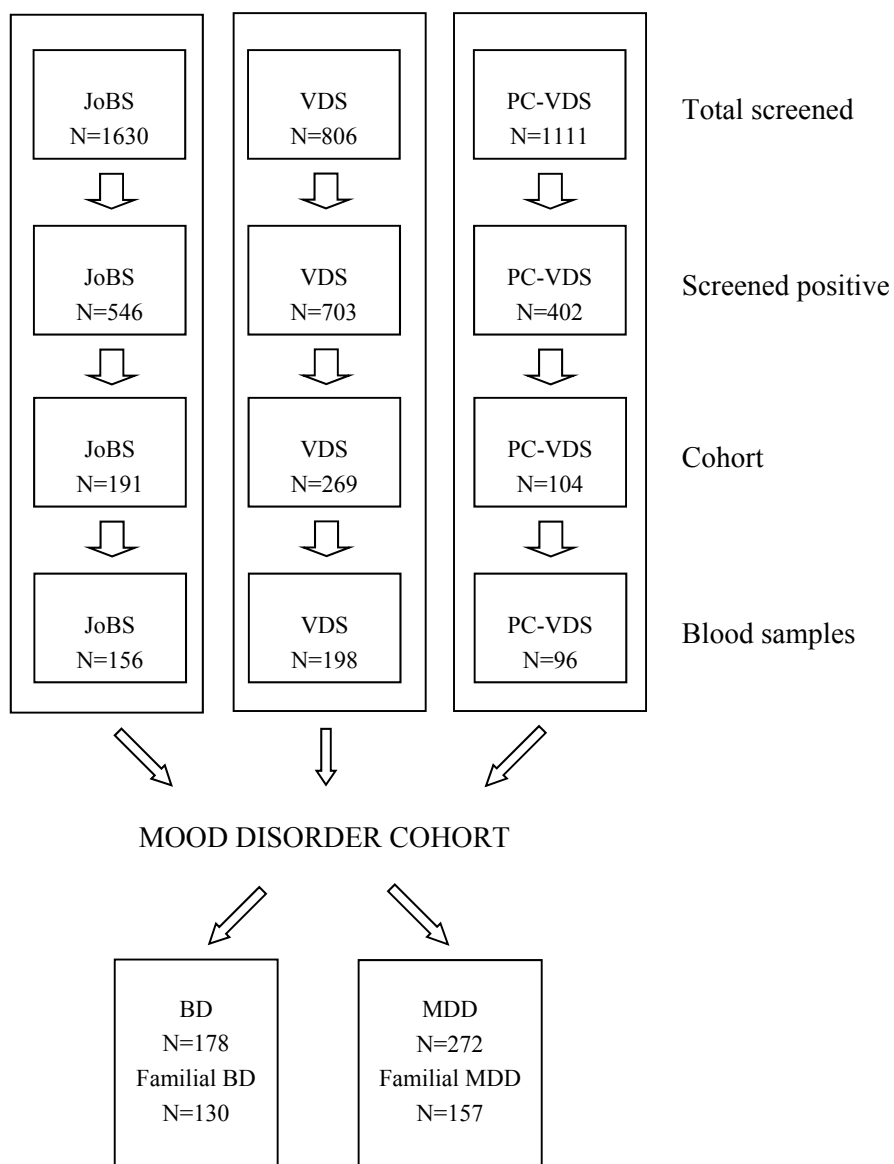 JoBS
N=1630
VDS
N=806
PC-VDS
N=1111
Total screened
JoBS
N=546
VDS
N=703
PC-VDS
N=402
Screened positive
JoBS
N=191
VDS
N=269
PC-VDS
N=104
Cohort
JoBS
N=156
VDS
N=198
PC-VDS
N=96
Blood samples
MOOD DISORDER COHORT
BD
N=178
Familial BD
N=130
MDD
N=272
Familial MDD
N=157